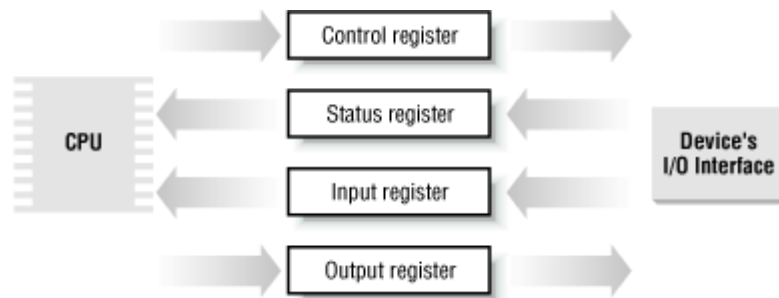 Control register
Status register
CPU
Device's
I/O Interface
Input register
Output register